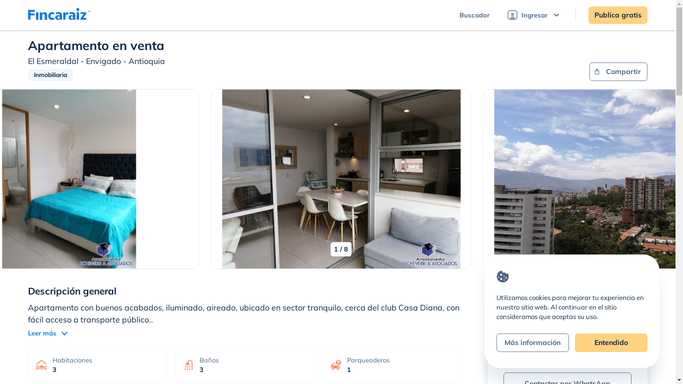 Fincaraiz
Buscador
Ingresar
Publica gratis
Apartamento en venta
El Esmeraldal - Envigado - Antioquia
Inmobiliaria
Compartir
1 / 8
Descripción general
Apartamento con buenos acabados, iluminado, aireado, ubicado en sector tranquilo, cerca del club Casa Diana, con
fácil acceso a transporte público..
Leer más
Habitaciones
3
Baños
3
Parqueaderos
1
Utilizamos cookies para mejorar tu experiencia en
nuestro sitio web. Al continuar en el sitio
consideramos que aceptas su uso.
Más información
Entendido
Contactar por WhatsApp